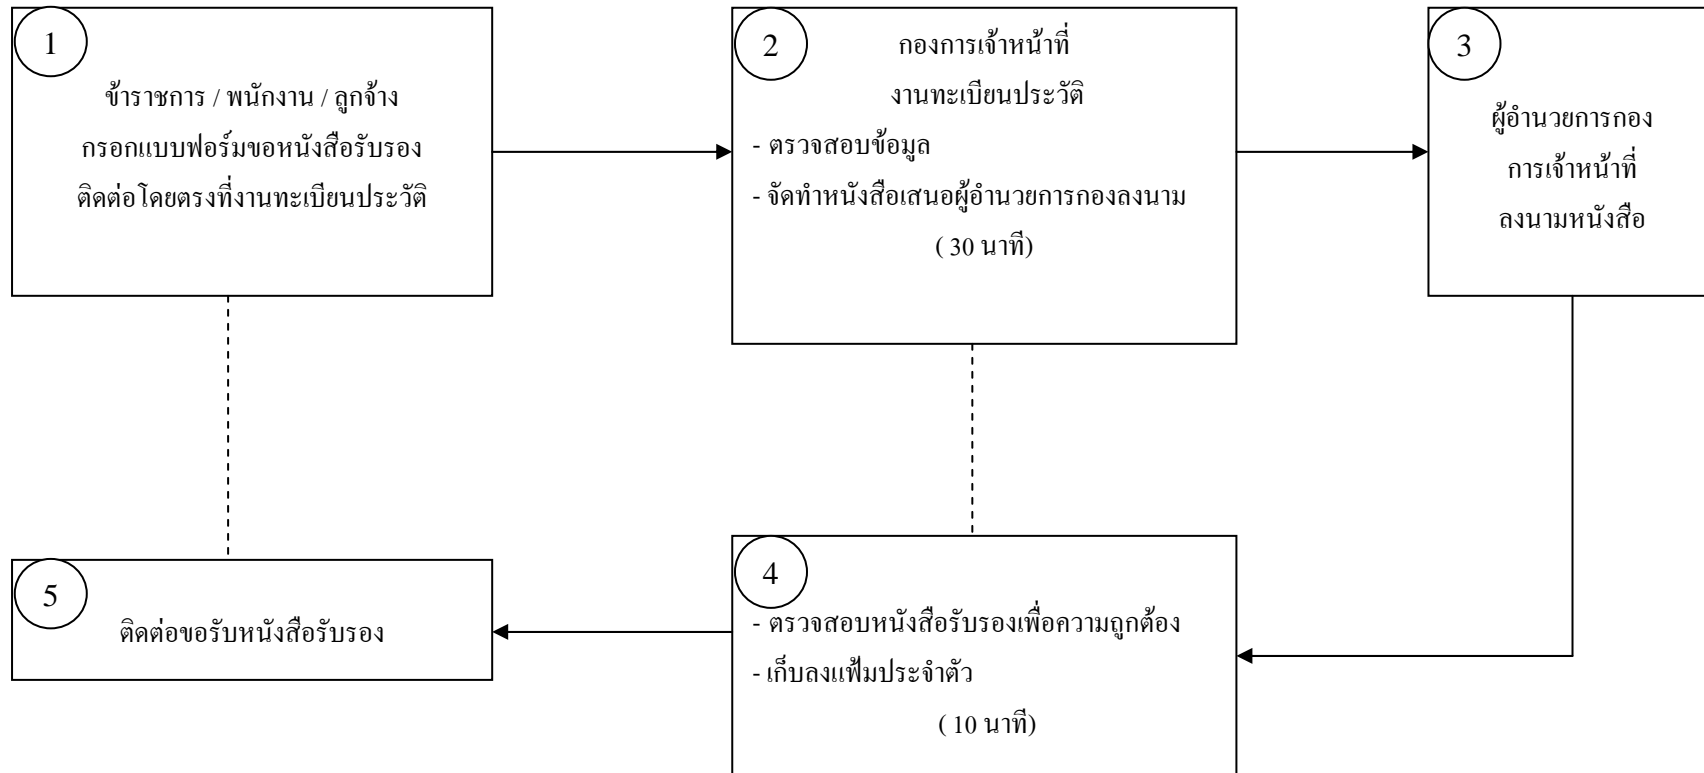 1
ข้าราชการ / พนักงาน / ลูกจ้าง
กรอกแบบฟอร์มขอหนังสือรับรอง
ติดต่อโดยตรงที่งานทะเบียนประวัติ
2
กองการเจ้าหน้าที่
งานทะเบียนประวัติ
- ตรวจสอบข้อมูล
- จัดทำหนังสือเสนอผู้อำนวยการกองลงนาม
( 30 นาที)
3
ผู้อำนวยการกอง
การเจ้าหน้าที่
ลงนามหนังสือ
4
- ตรวจสอบหนังสือรับรองเพื่อความถูกต้อง
- เก็บลงแฟ้มประจำตัว
( 10 นาที)
5
ติดต่อขอรับหนังสือรับรอง